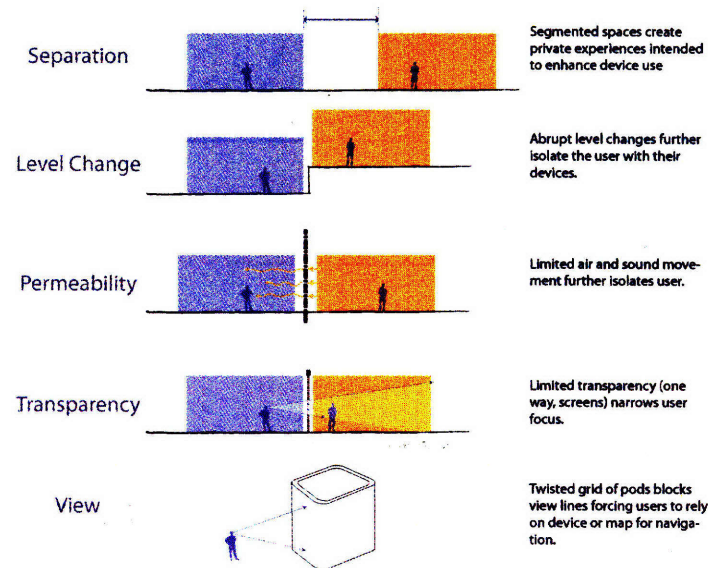 Separation
Segmented spaces create
private experiences intended
to enhance device use
Level Change
Abrupt level changes further
isolate the user with their
devices.
Permeability
Limited air and sound move-
ment further isolates user.
Transparency
Limited transparency (one
way, screens) narrows user
focus.
View
Twisted grid of pods blocks
view lines forcing users to rely
on device or map for naviga-
tion.